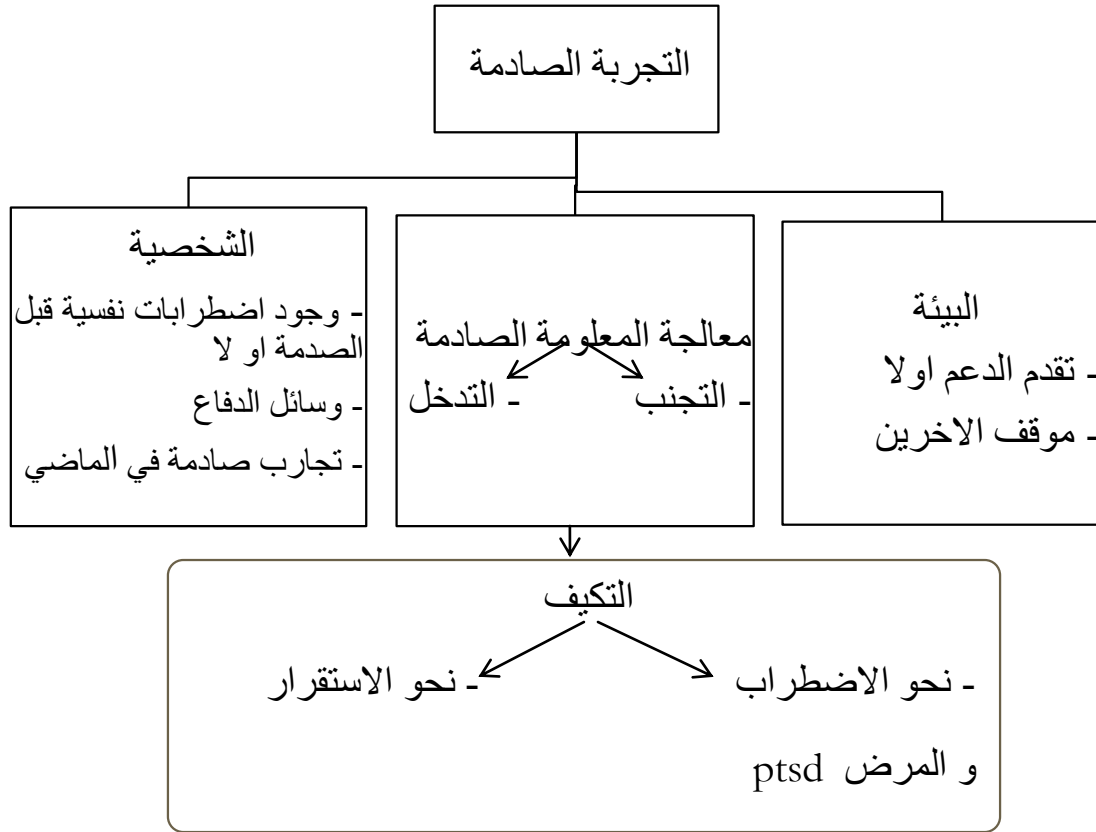 التجربة الصادمة
البيئة
- تقدم الدعم اولا
- موقف الاخرين
معالجة المعلومة الصادمة
- التجنب - التدخل
الشخصية
- وجود اضطرابات نفسية قبل
الصدمة او لا
- وسائل الدفاع
- تجارب صادمة في الماضي
التكيف
- نحو الاضطراب - نحو الاستقرار
و المرض ptsd